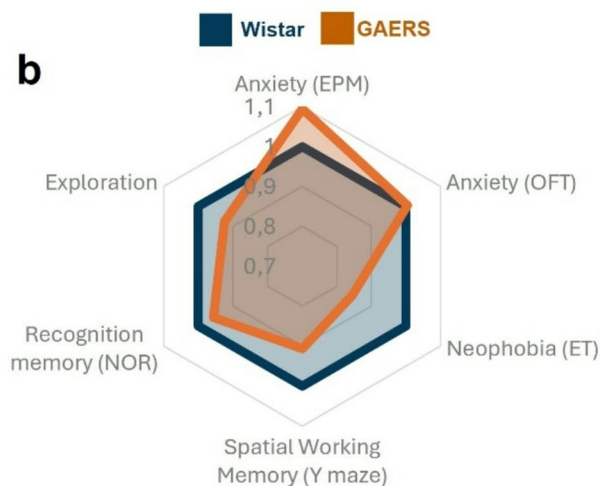 Wistar GAERS
b
Anxiety (EPM)
1,1
1
Exploration
0,9
Anxiety (OFT)
0,8
0,7
Recognition
memory (NOR)
Neophobia (ET)
Spatial Working
Memory (Y maze)